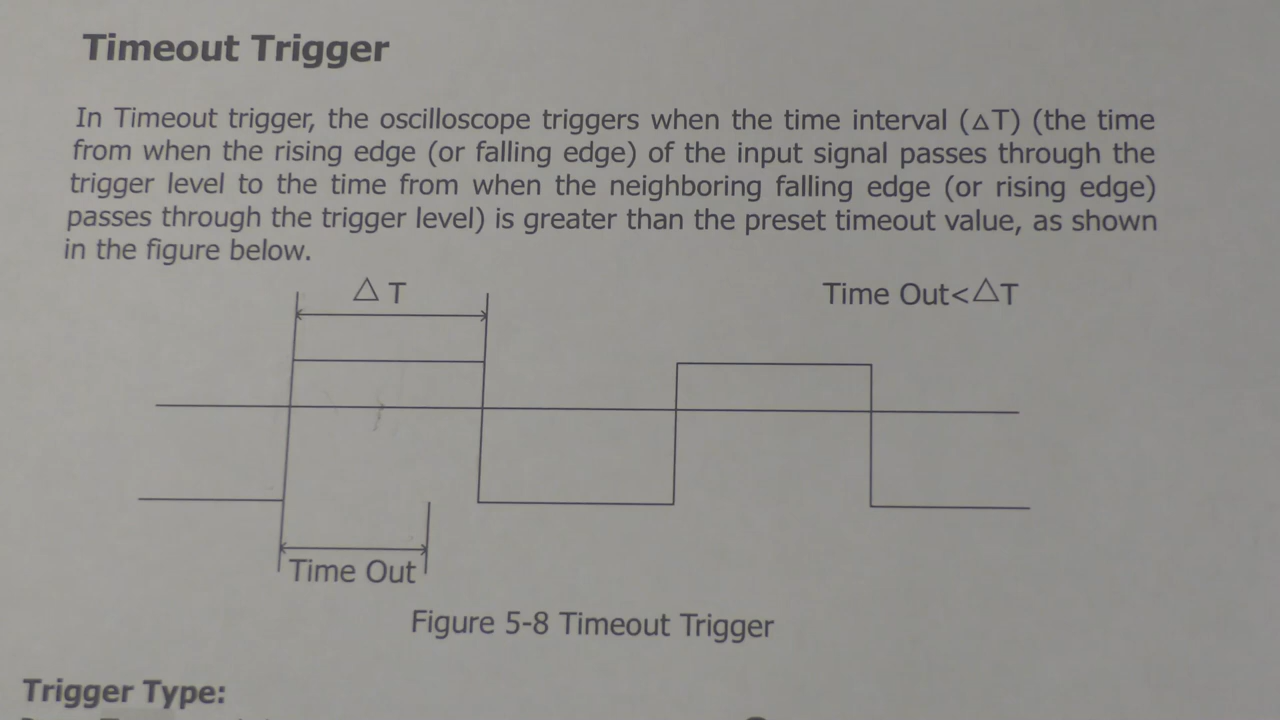 Timeout Trigger
In Timeout trigger, the oscilloscope triggers when the time interval (△T) (the time
from when the rising edge (or falling edge) of the input signal passes through the
trigger level to the time from when the neighboring falling edge (or rising edge)
passes through the trigger level) is greater than the preset timeout value, as shown
in the figure below.
△ T
Time Out<△T
Time Out
Figure 5-8 Timeout Trigger
Trigger Type: